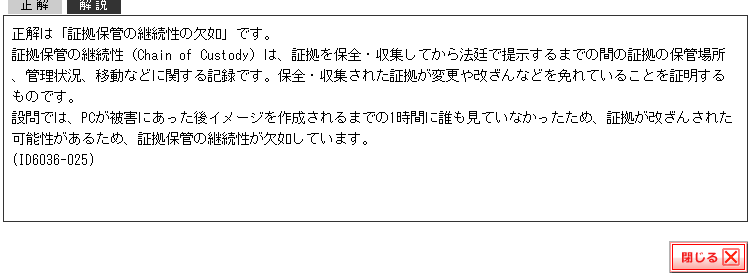 正解 解説
正解は「証拠保管の継続性の欠如」です。
証拠保管の継続性（Chain of Custody）は、証拠を保全・収集してから法廷で提示するまでの間の証拠の保管場所
、管理状況、移動などに関する記録です。保全・収集された証拠が変更や改ざんなどを免れていることを証明する
ものです。
設問では、PCが被害にあった後イメージを作成されるまでの1時間に誰も見ていなかったため、証拠が改ざんされた
可能性があるため、証拠保管の継続性が欠如しています。
(ID6036-025)
閉じる